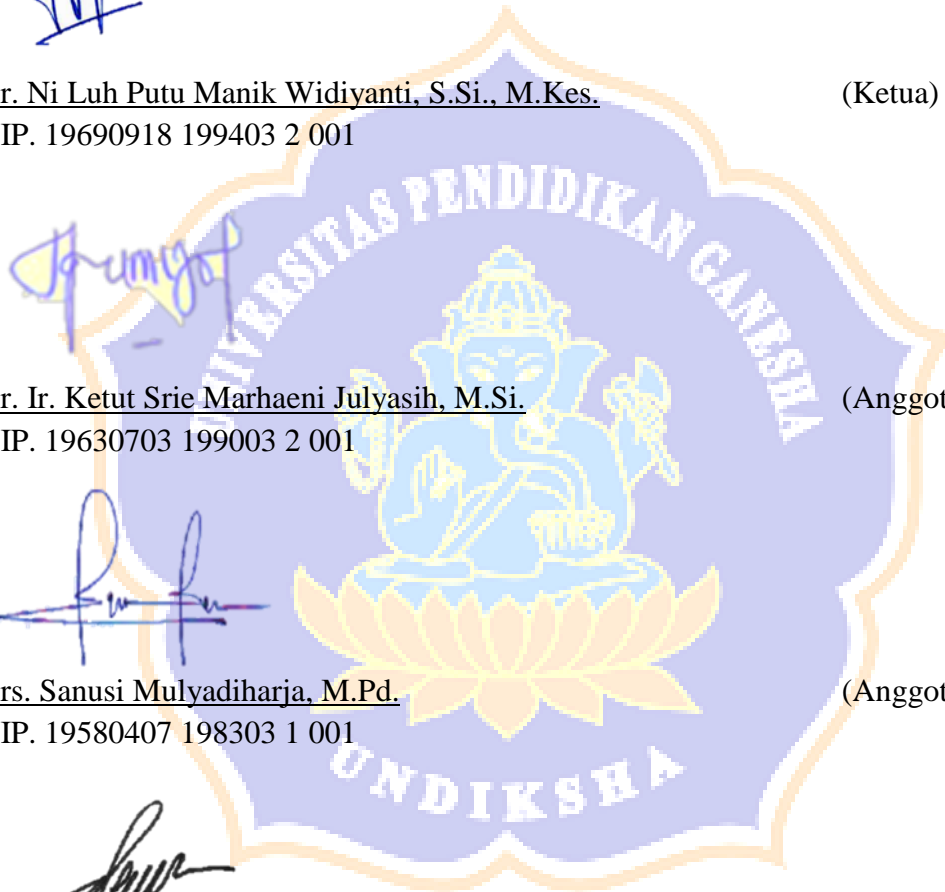 r. Ni Luh Putu Manik Widiyanti, S.Si., M.Kes. (Ketua)
IP. 19690918 199403 2 001
UNIVERSITAS PENDIDIKAN GANESHA
r. Ir. Ketut Srie Marhaeni Julyasih, M.Si. (Anggot
IP. 19630703 199003 2 001
rs. Sanusi Mulyadiharja, M.Pd. (Anggot
IP. 19580407 198303 1 001
UNDIKSHA